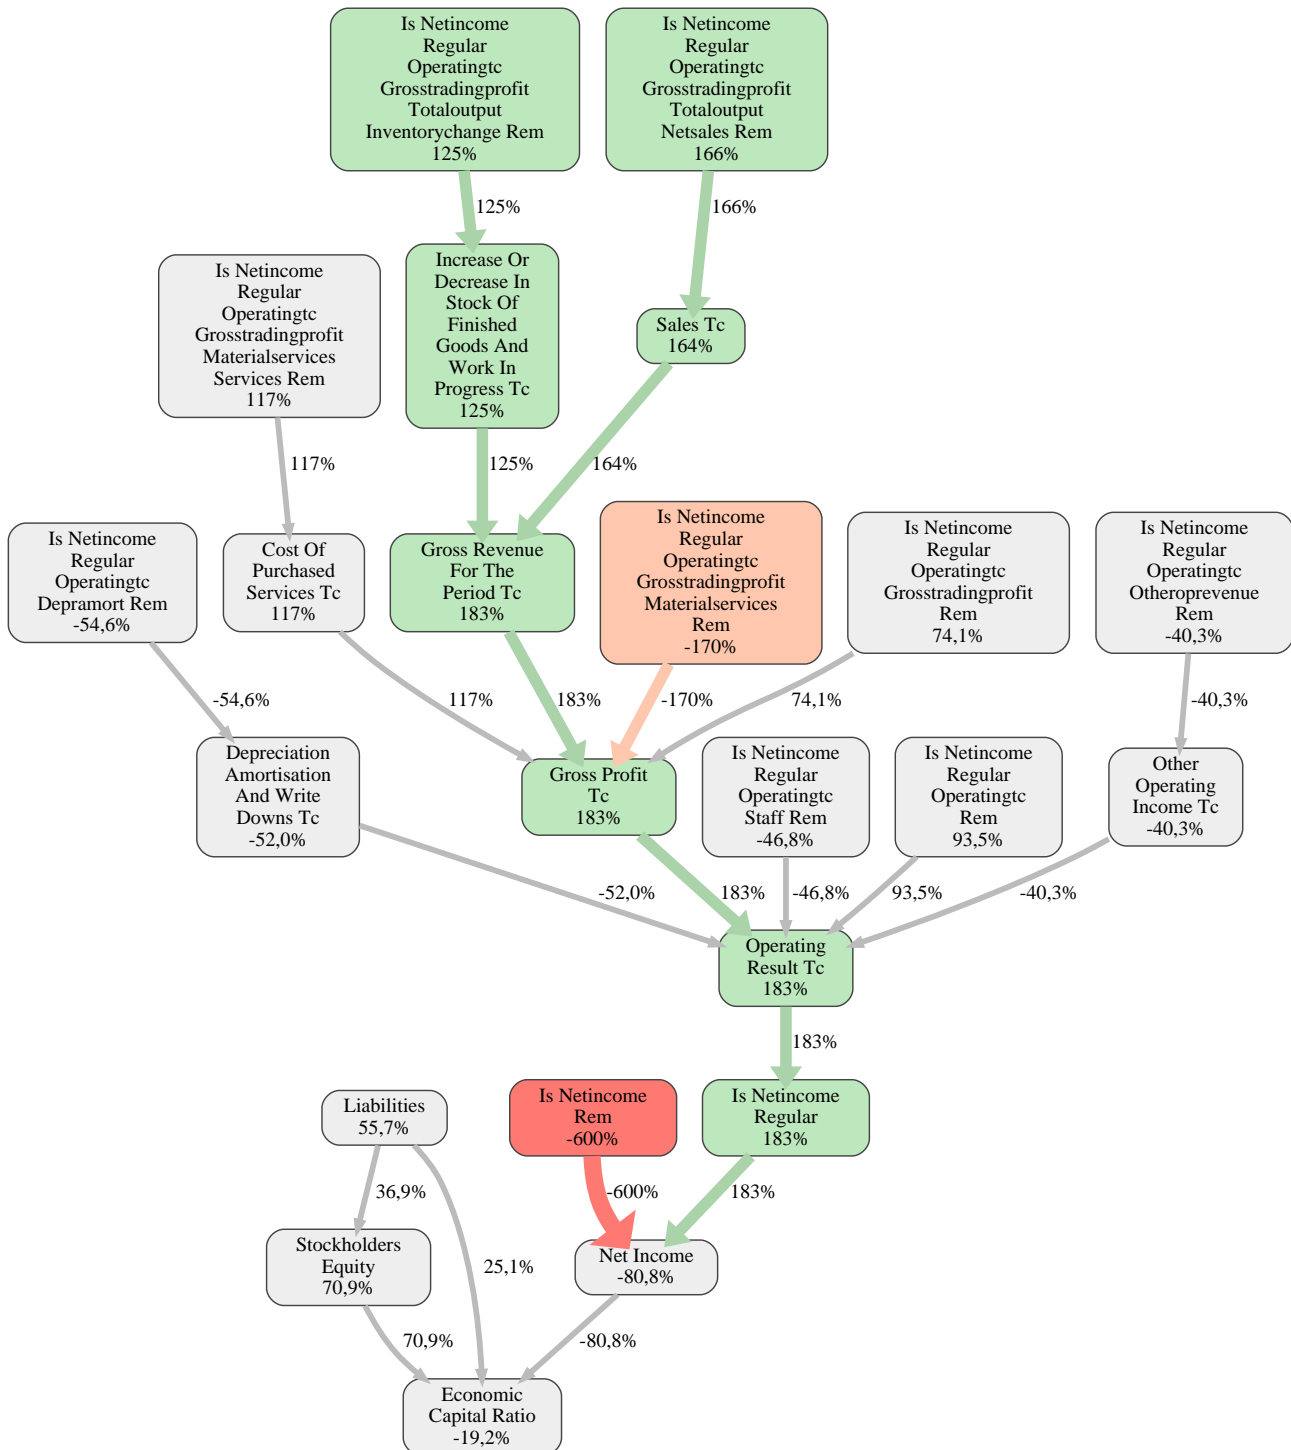 Is Netincome
Regular
Operatingtc
Grosstradingprofit
Totaloutput
Inventorychange Rem
125%
Is Netincome
Regular
Operatingtc
Grosstradingprofit
Totaloutput
Netsales Rem
166%
125%
166%
Is Netincome
Regular
Operatingtc
Grosstradingprofit
Materialservices
Services Rem
117%
Increase Or
Decrease In
Stock Of
Finished
Goods And
Work In
Progress Tc
125%
Sales Tc
164%
117%
125%
164%
Is Netincome
Regular
Operatingtc
Depramort Rem
-54,6%
Cost Of
Purchased
Services Tc
117%
Gross Revenue
For The
Period Tc
183%
Is Netincome
Regular
Operatingtc
Grosstradingprofit
Materialservices
Rem
-170%
Is Netincome
Regular
Operatingtc
Grosstradingprofit
Rem
74,1%
Is Netincome
Regular
Operatingtc
Otheroprevenue
Rem
-40,3%
-54,6%
117%
183%
-170%
74,1%
-40,3%
Depreciation
Amortisation
And Write
Downs Tc
-52,0%
Gross Profit
Tc
183%
Is Netincome
Regular
Operatingtc
Staff Rem
-46,8%
Is Netincome
Regular
Operatingtc
Rem
93,5%
Other
Operating
Income Tc
-40,3%
-52,0%
183%
-46,8%
93,5%
-40,3%
Operating
Result Tc
183%
183%
Liabilities
55,7%
Is Netincome
Rem
-600%
Is Netincome
Regular
183%
36,9%
-600%
183%
Stockholders
Equity
70,9%
25,1%
Net Income
-80,8%
70,9%
-80,8%
Economic
Capital Ratio
-19,2%